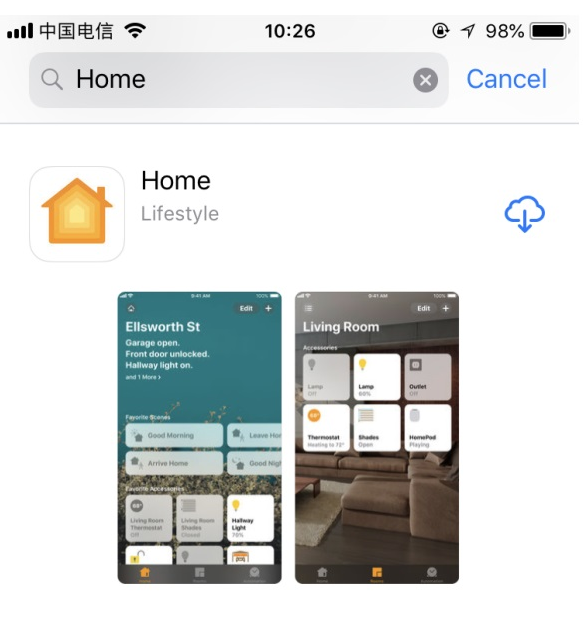 中国电信 10:26 98%
Home Cancel
Home
Lifestyle
9:41 AM 100%
Edit +
Ellsworth St
Garage open.
Front door unlocked.
Hallway light on.
and 1 More >
Favorite Scenes
Good Morning Leave Hom
Arrive Home Good Nigh
Favorite Accessories
68°
Living Room
Thermostat
Off
Living Room
Shades
Closed
Hallway
Light
70%
Home Rooms Automation
9:41 AM 100%
Edit +
Living Room
Accessories
Lamp
Off
Lamp
60%
Outlet
Off
68°
Thermostat
Heating to 72°
Shades
Open
HomePod
Playing
Home Rooms Automation